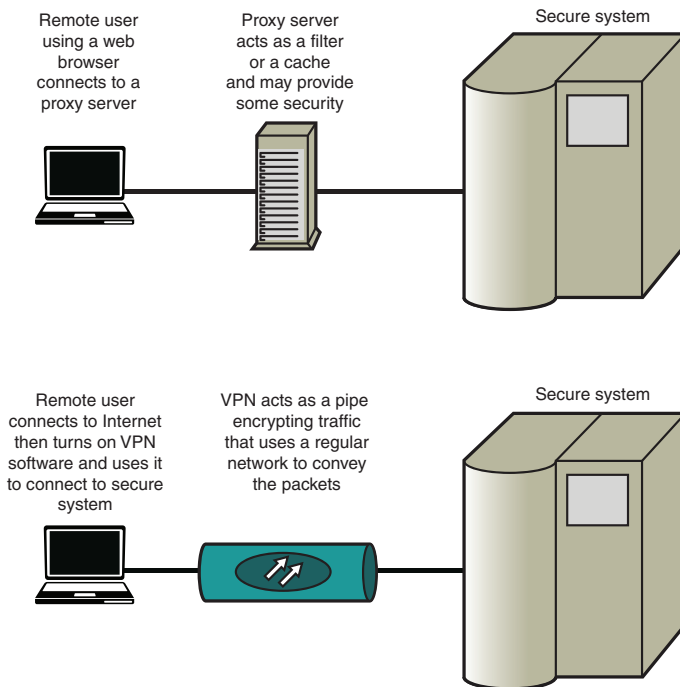 Remote user
using a web
browser
connects to a
proxy server
Proxy server
acts as a filter
or a cache
and may provide
some security
Secure system
Remote user
connects to Internet
then turns on VPN
software and uses it
to connect to secure
system
VPN acts as a pipe
encrypting traffic
that uses a regular
network to convey
the packets
Secure system